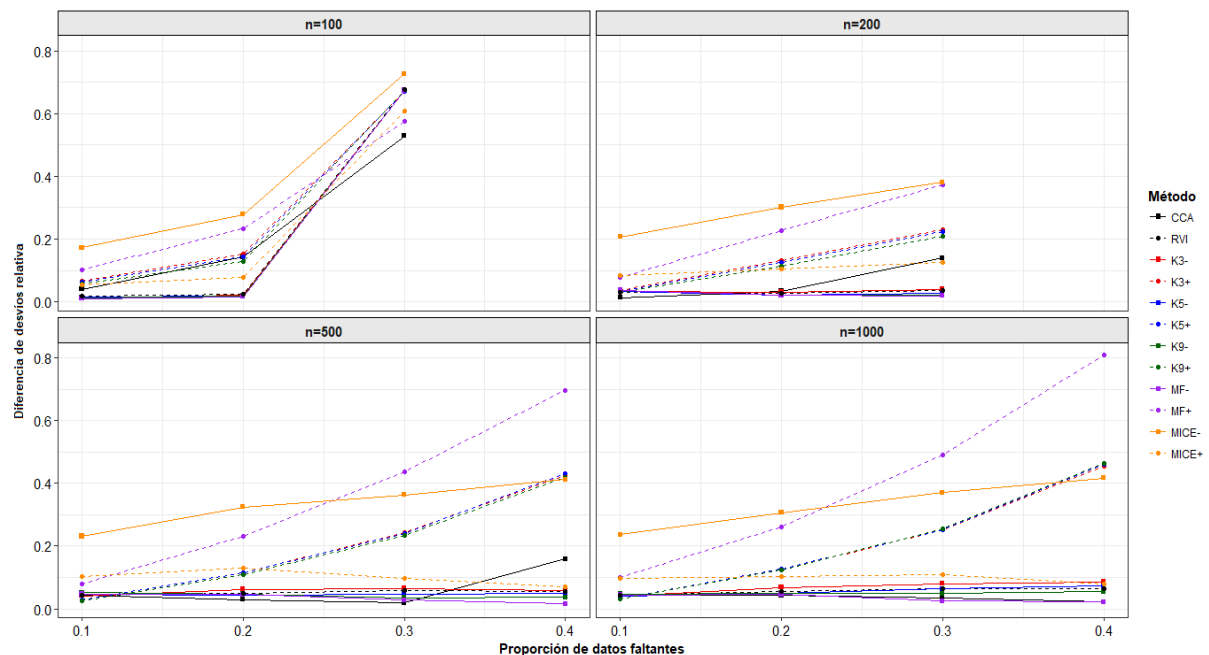 n=100
n=200
0.8
0.6
0.4
0.2
0.0
n=500
n=1000
0.8
0.6
0.4
0.2
0.0
0.1
0.2
0.3
0.4
0.1
0.2
0.3
0.4
Proporción de datos faltantes
Diferencia de desvios relativa
Método
CCA
RVI
K3-
K3+
K5-
K5+
K9-
K9+
MF-
MF+
MICE-
MICE+